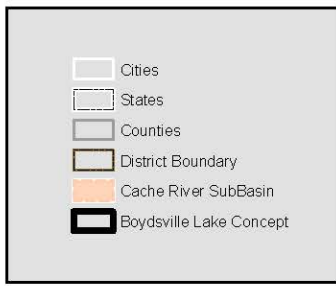 Cities
States
Counties
District Boundary
Cache River SubBasin
Boydsville Lake Concept